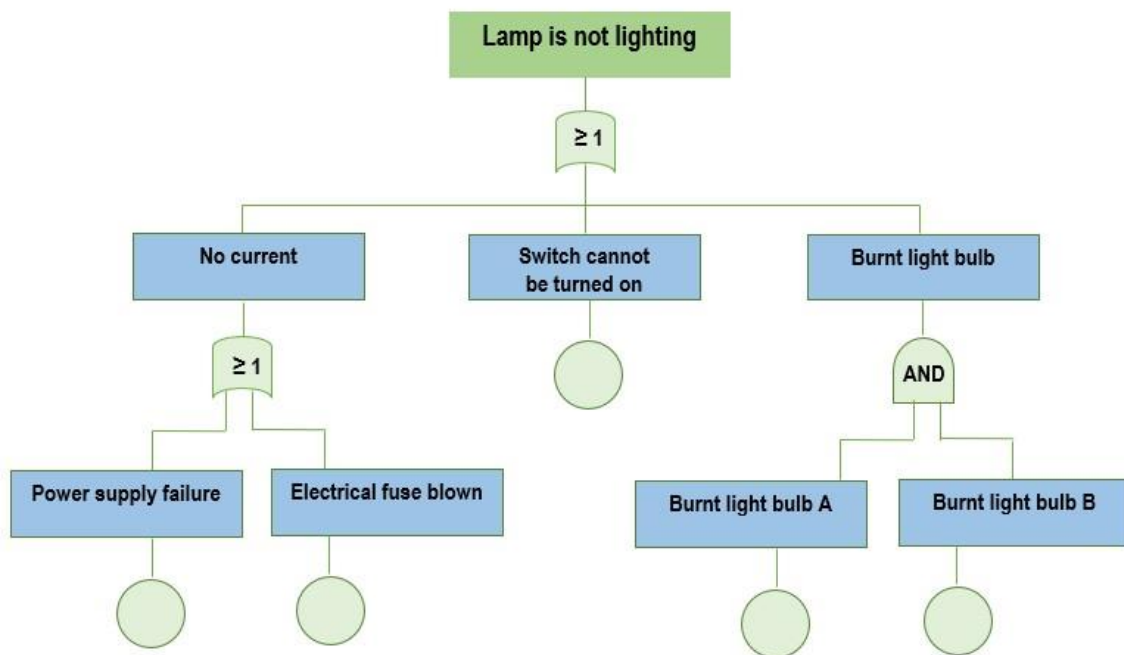 Lamp is not lighting
≥ 1
No current
Switch cannot
be turned on
Burnt light bulb
≥ 1
AND
Power supply failure
Electrical fuse blown
Burnt light bulb A
Burnt light bulb B